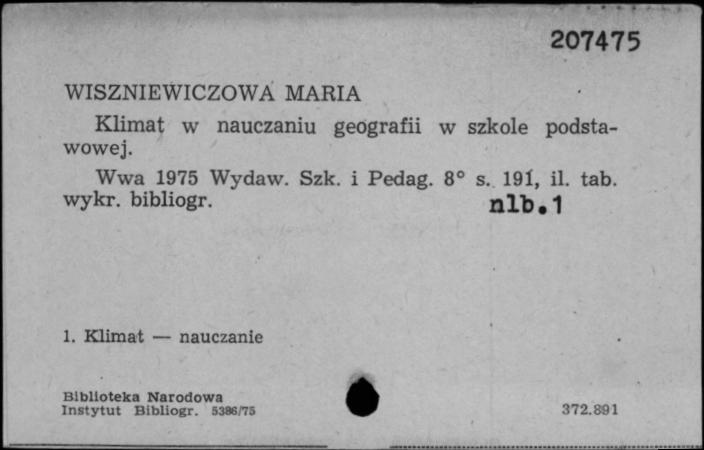 207475
WISZNIEWICZOWA MARIA
Klimat w nauczaniu geografii w szkole podsta-
wowej.
Wwa 1975 Wydaw. Szk. i Pedag. 8° s. 191, il. tab.
wykr. bibliogr. nlb.1
1. Klimat — nauczanie
Biblioteka Narodowa
Instytut Bibliogr. 5386/75 372.891